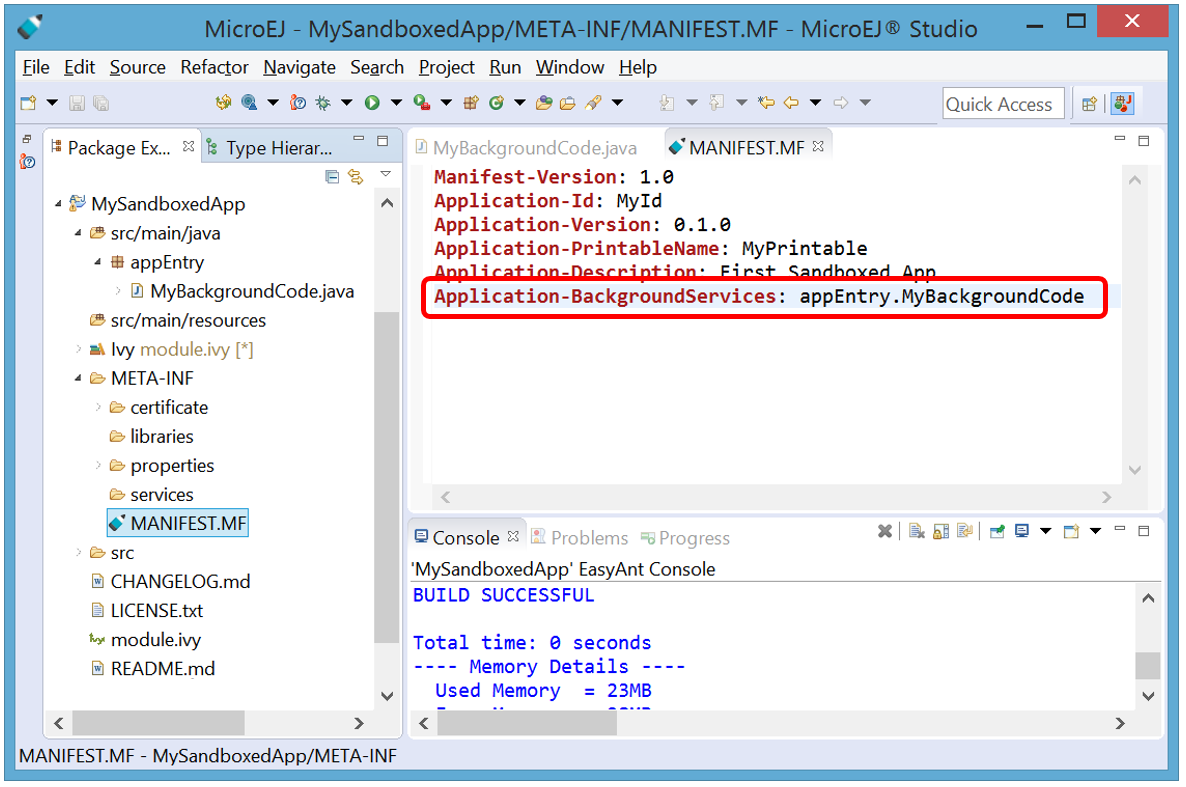 MicroEJ - MySandboxedApp/META-INF/MANIFEST.MF - MicroEJ® Studio
File Edit Source Refactor Navigate Search Project Run Window Help
Quick Access
Package Ex... Type Hierar...
MySandboxedApp
src/main/java
appEntry
MyBackgroundCode.java
src/main/resources
Ivy module.ivy [*]
META-INF
certificate
libraries
properties
services
MANIFEST.MF
src
CHANGELOG.md
LICENSE.txt
module.ivy
README.md
MyBackgroundCode.java MANIFEST.MF
Manifest-Version: 1.0
Application-Id: MyId
Application-Version: 0.1.0
Application-PrintableName: MyPrintable
Application-Description: First Sandboxed App
Application-BackgroundServices: appEntry.MyBackgroundCode
Console Problems Progress
'MySandboxedApp' EasyAnt Console
BUILD SUCCESSFUL
Total time: 0 seconds
---- Memory Details ----
Used Memory = 23MB
MANIFEST.MF - MySandboxedApp/META-INF